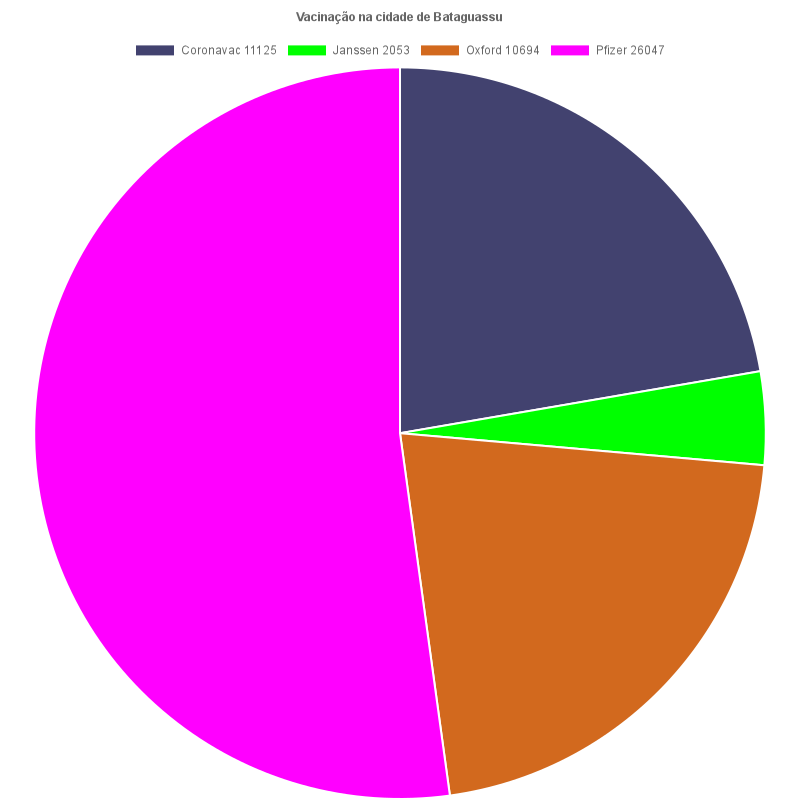 Vacinação na cidade de Bataguassu
Coronavac 11125 Janssen 2053 Oxford 10694 Pfizer 26047